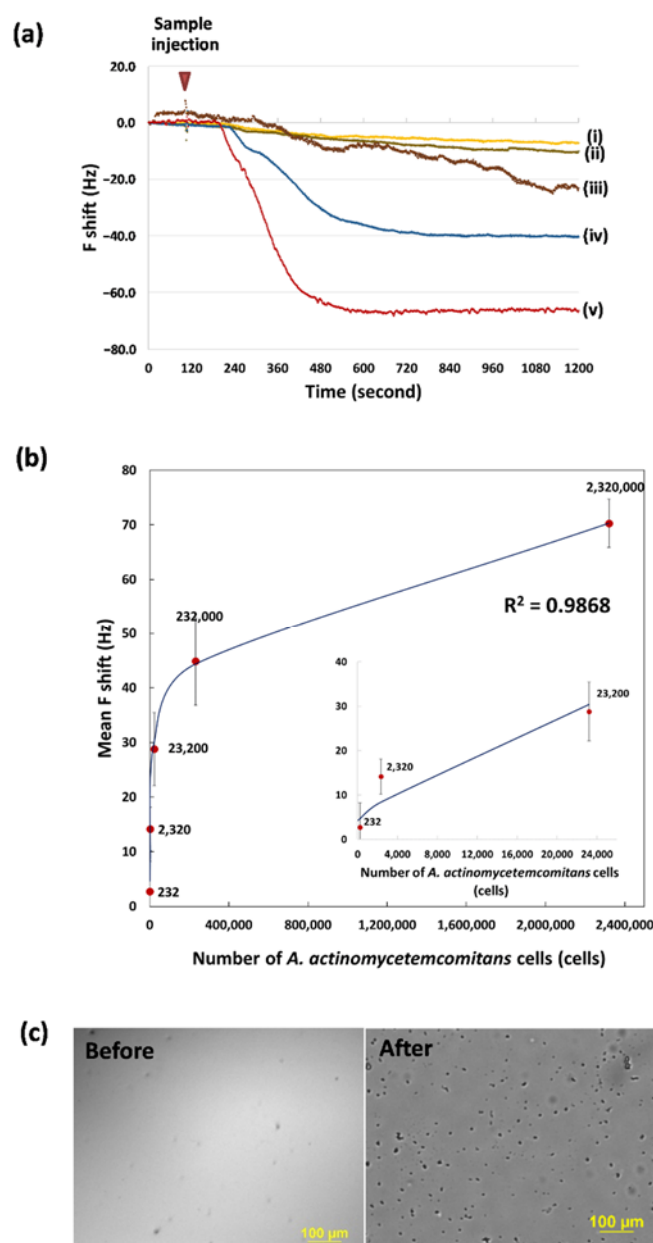 (a)
Sample
injection
20.0
0.0
−20.0
−40.0
−60.0
−80.0
F shift (Hz)
(i)
(ii)
(iii)
(iv)
(v)
0 120 240 360 480 600 720 840 960 1080 1200
Time (second)
(b)
80
70
60
50
40
30
20
10
0
Mean F shift (Hz)
2,320,000
232,000
23,200
2,320
232
R² = 0.9868
40
30
20
10
0
23,200
2,320
232
0 4,000 8,000 12,000 16,000 20,000 24,000
Number of A. actinomycetemcomitans cells
(cells)
0 400,000 800,000 1,200,000 1,600,000 2,000,000 2,400,000
Number of A. actinomycetemcomitans cells (cells)
(c)
Before
100 µm
After
100 µm